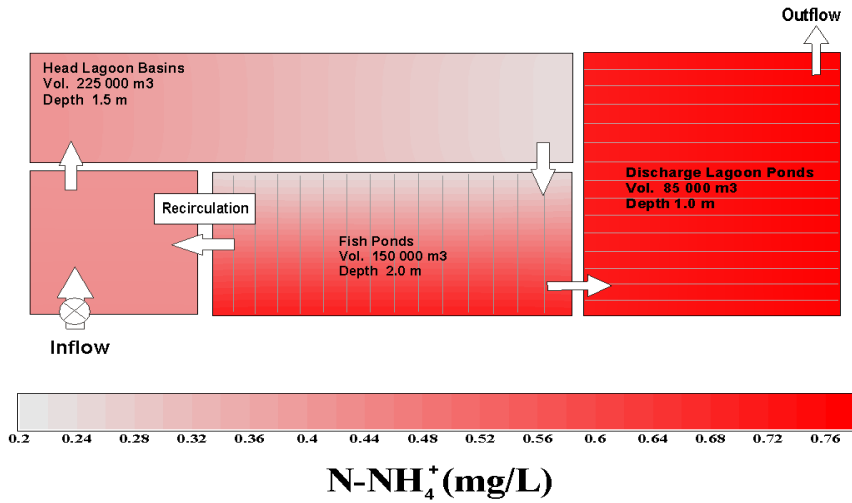 Outflow
Head Lagoon Basins
Vol. 225 000 m3
Depth 1.5 m
Discharge Lagoon Ponds
Vol. 85 000 m3
Depth 1.0 m
Recirculation
Fish Ponds
Vol. 150 000 m3
Depth 2.0 m
Inflow
0.2 0.24 0.28 0.32 0.36 0.4 0.44 0.48 0.52 0.56 0.6 0.64 0.68 0.72 0.76
N-NH₄⁺(mg/L)